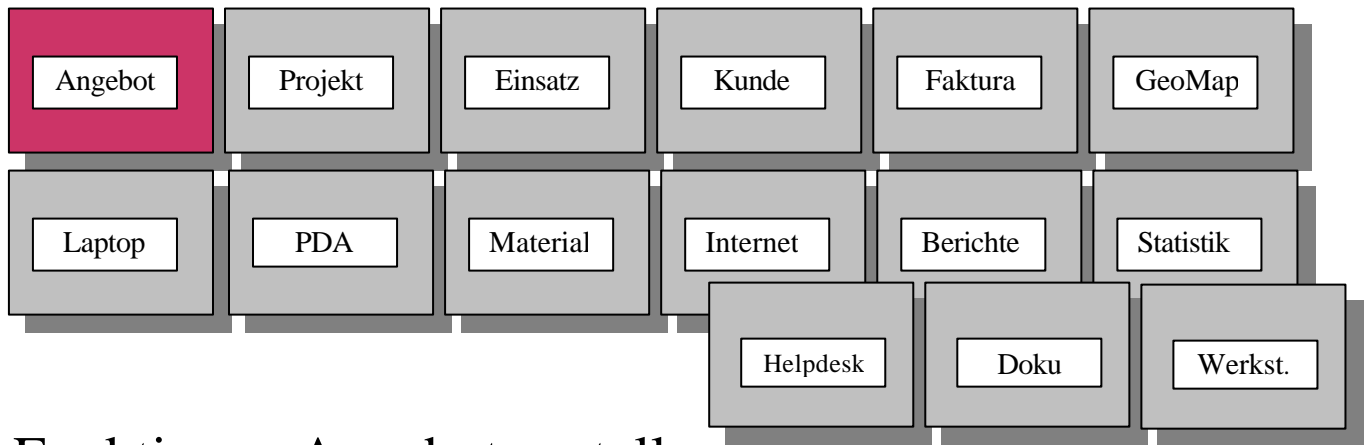 Angebot Projekt Einsatz Kunde Faktura GeoMap
Laptop PDA Material Internet Berichte Statistik
Helpdesk Doku Werkst.